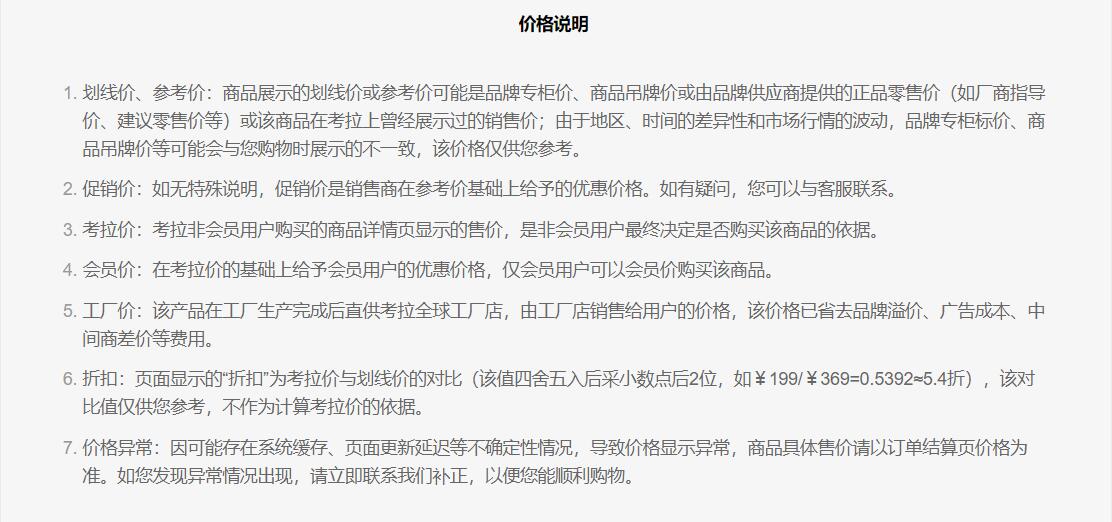 价格说明
1. 划线价、参考价：商品展示的划线价或参考价可能是品牌专柜价、商品吊牌价或由品牌供应商提供的正品零售价（如厂商指导
价、建议零售价等）或该商品在考拉上曾经展示过的销售价；由于地区、时间的差异性和市场行情的波动，品牌专柜标价、商
品吊牌价等可能会与您购物时展示的不一致，该价格仅供您参考。
2. 促销价：如无特殊说明，促销价是销售商在参考价基础上给予的优惠价格。如有疑问，您可以与客服联系。
3. 考拉价：考拉非会员用户购买的商品详情页显示的售价，是非会员用户最终决定是否购买该商品的依据。
4. 会员价：在考拉价的基础上给予会员用户的优惠价格，仅会员用户可以会员价购买该商品。
5. 工厂价：该产品在工厂生产完成后直供考拉全球工厂店，由工厂店销售给用户的价格，该价格已省去品牌溢价、广告成本、中
间商差价等费用。
6. 折扣：页面显示的“折扣”为考拉价与划线价的对比（该值四舍五入后采小数点后2位，如￥199/￥369=0.5392≈5.4折），该对
比值仅供您参考，不作为计算考拉价的依据。
7. 价格异常：因可能存在系统缓存、页面更新延迟等不确定性情况，导致价格显示异常，商品具体售价请以订单结算页价格为
准。如您发现异常情况出现，请立即联系我们补正，以便您能顺利购物。